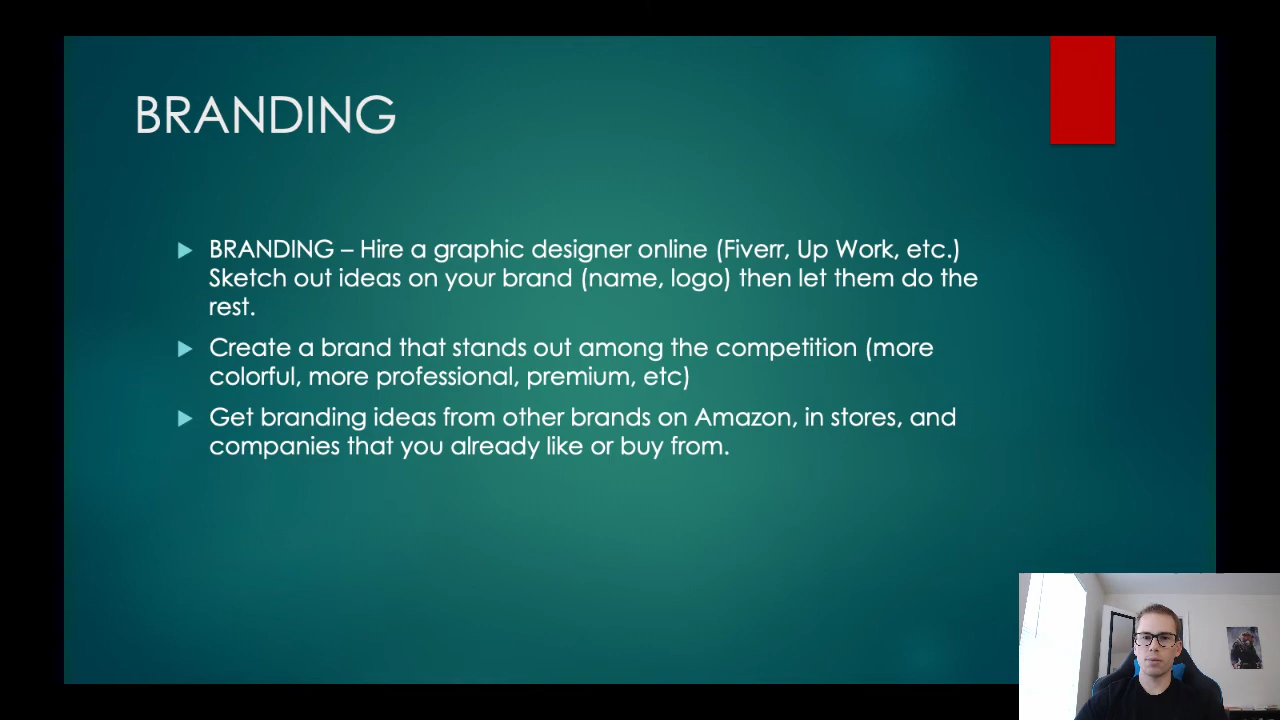 BRANDING
BRANDING – Hire a graphic designer online (Fiverr, Up Work, etc.)
Sketch out ideas on your brand (name, logo) then let them do the
rest.
Create a brand that stands out among the competition (more
colorful, more professional, premium, etc)
Get branding ideas from other brands on Amazon, in stores, and
companies that you already like or buy from.